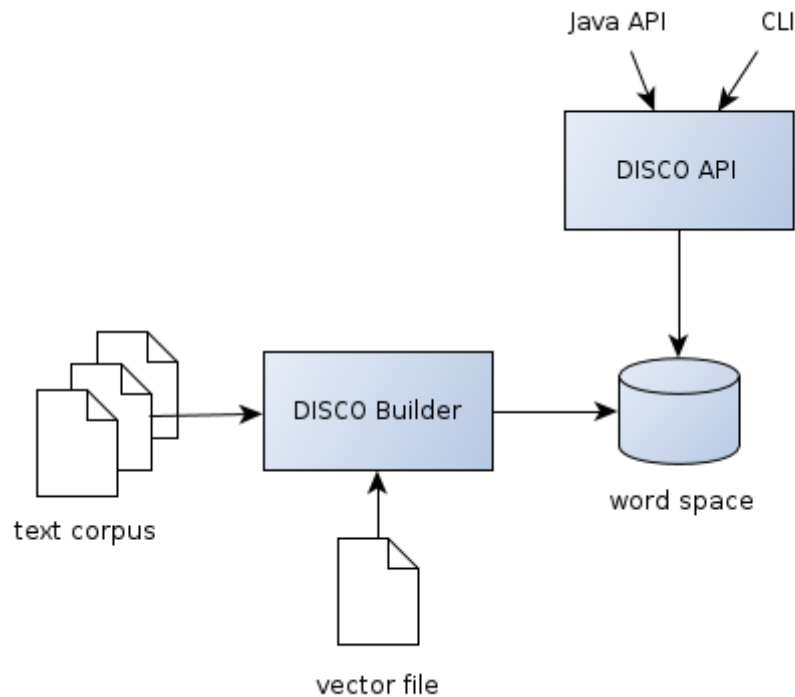 Java API
CLI
DISCO API
DISCO Builder
word space
text corpus
vector file